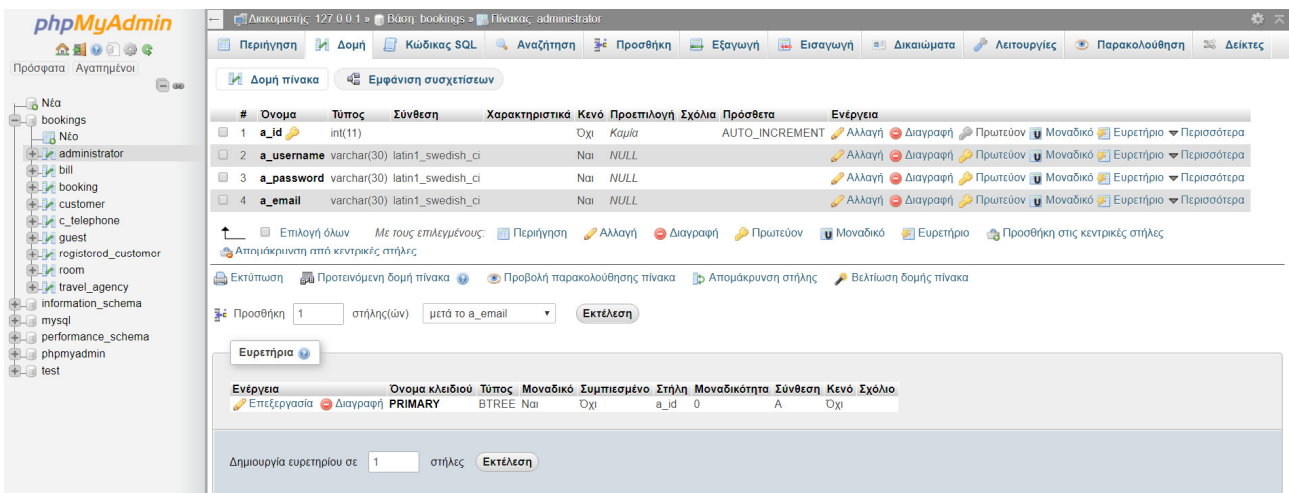 phpMyAdmin
Πρόσφατα Αγαπημένοι
Νέα
bookings
Νέο
administrator
bill
booking
customer
c_telephone
guest
registered_customer
room
travel_agency
information_schema
mysql
performance_schema
phpmyadmin
test
Διακομιστής: 127.0.0.1 » Βάση: bookings » Πίνακας: administrator
Περιήγηση Δομή Κώδικας SQL Αναζήτηση Προσθήκη Εξαγωγή Εισαγωγή Δικαιώματα Λειτουργίες Παρακολούθηση Δείκτες
Δομή πίνακα Εμφάνιση συσχετίσεων
# Όνομα Τύπος Σύνθεση Χαρακτηριστικά Κενό Προεπιλογή Σχόλια Πρόσθετα Ενέργεια
1 a_id int(11) Όχι Καμία AUTO_INCREMENT Αλλαγή Διαγραφή Πρωτεύον Μοναδικό Ευρετήριο Περισσότερα
2 a_username varchar(30) latin1_swedish_ci Ναι NULL Αλλαγή Διαγραφή Πρωτεύον Μοναδικό Ευρετήριο Περισσότερα
3 a_password varchar(30) latin1_swedish_ci Ναι NULL Αλλαγή Διαγραφή Πρωτεύον Μοναδικό Ευρετήριο Περισσότερα
4 a_email varchar(30) latin1_swedish_ci Ναι NULL Αλλαγή Διαγραφή Πρωτεύον Μοναδικό Ευρετήριο Περισσότερα
Επιλογή όλων Με τους επιλεγμένους: Περιήγηση Αλλαγή Διαγραφή Πρωτεύον Μοναδικό Ευρετήριο Προσθήκη στις κεντρικές στήλες
Απομάκρυνση από κεντρικές στήλες
Εκτύπωση Προτεινόμενη δομή πίνακα Προβολή παρακολούθησης πίνακα Απομάκρυνση στήλης Βελτίωση δομής πίνακα
Προσθήκη 1 στήλης(ών) μετά το a_email Εκτέλεση
Ευρετήρια
Ενέργεια Όνομα κλειδιού Τύπος Μοναδικό Συμπιεσμένο Στήλη Μοναδικότητα Σύνθεση Κενό Σχόλιο
Επεξεργασία Διαγραφή PRIMARY BTREE Ναι Όχι a_id 0 A Όχι
Δημιουργία ευρετηρίου σε 1 στήλες Εκτέλεση